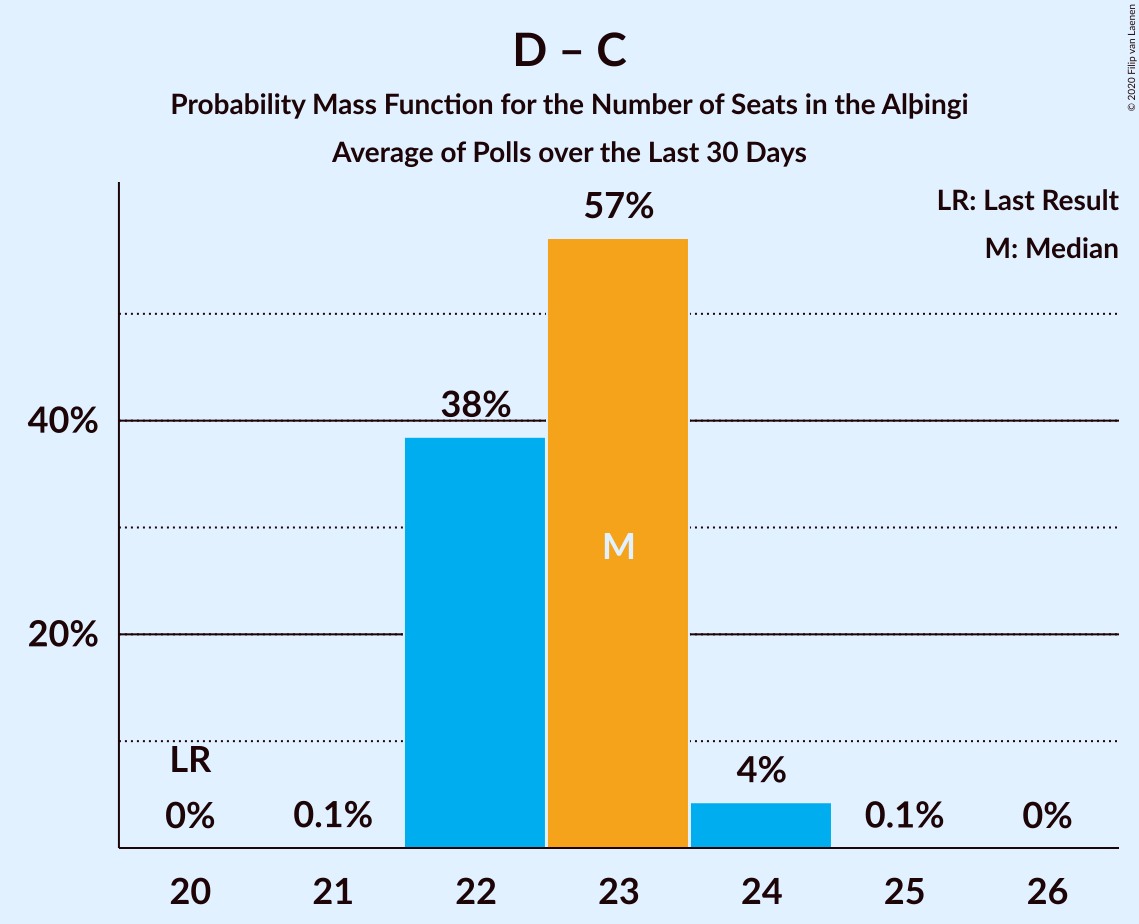 D – C
Probability Mass Function for the Number of Seats in the Alþingi
Average of Polls over the Last 30 Days
© 2020 Filip van Laenen
LR: Last Result
M: Median
57%
38%
40%
M
20%
LR
4%
0%
0.1%
0.1%
0%
20
21
22
23
24
25
26